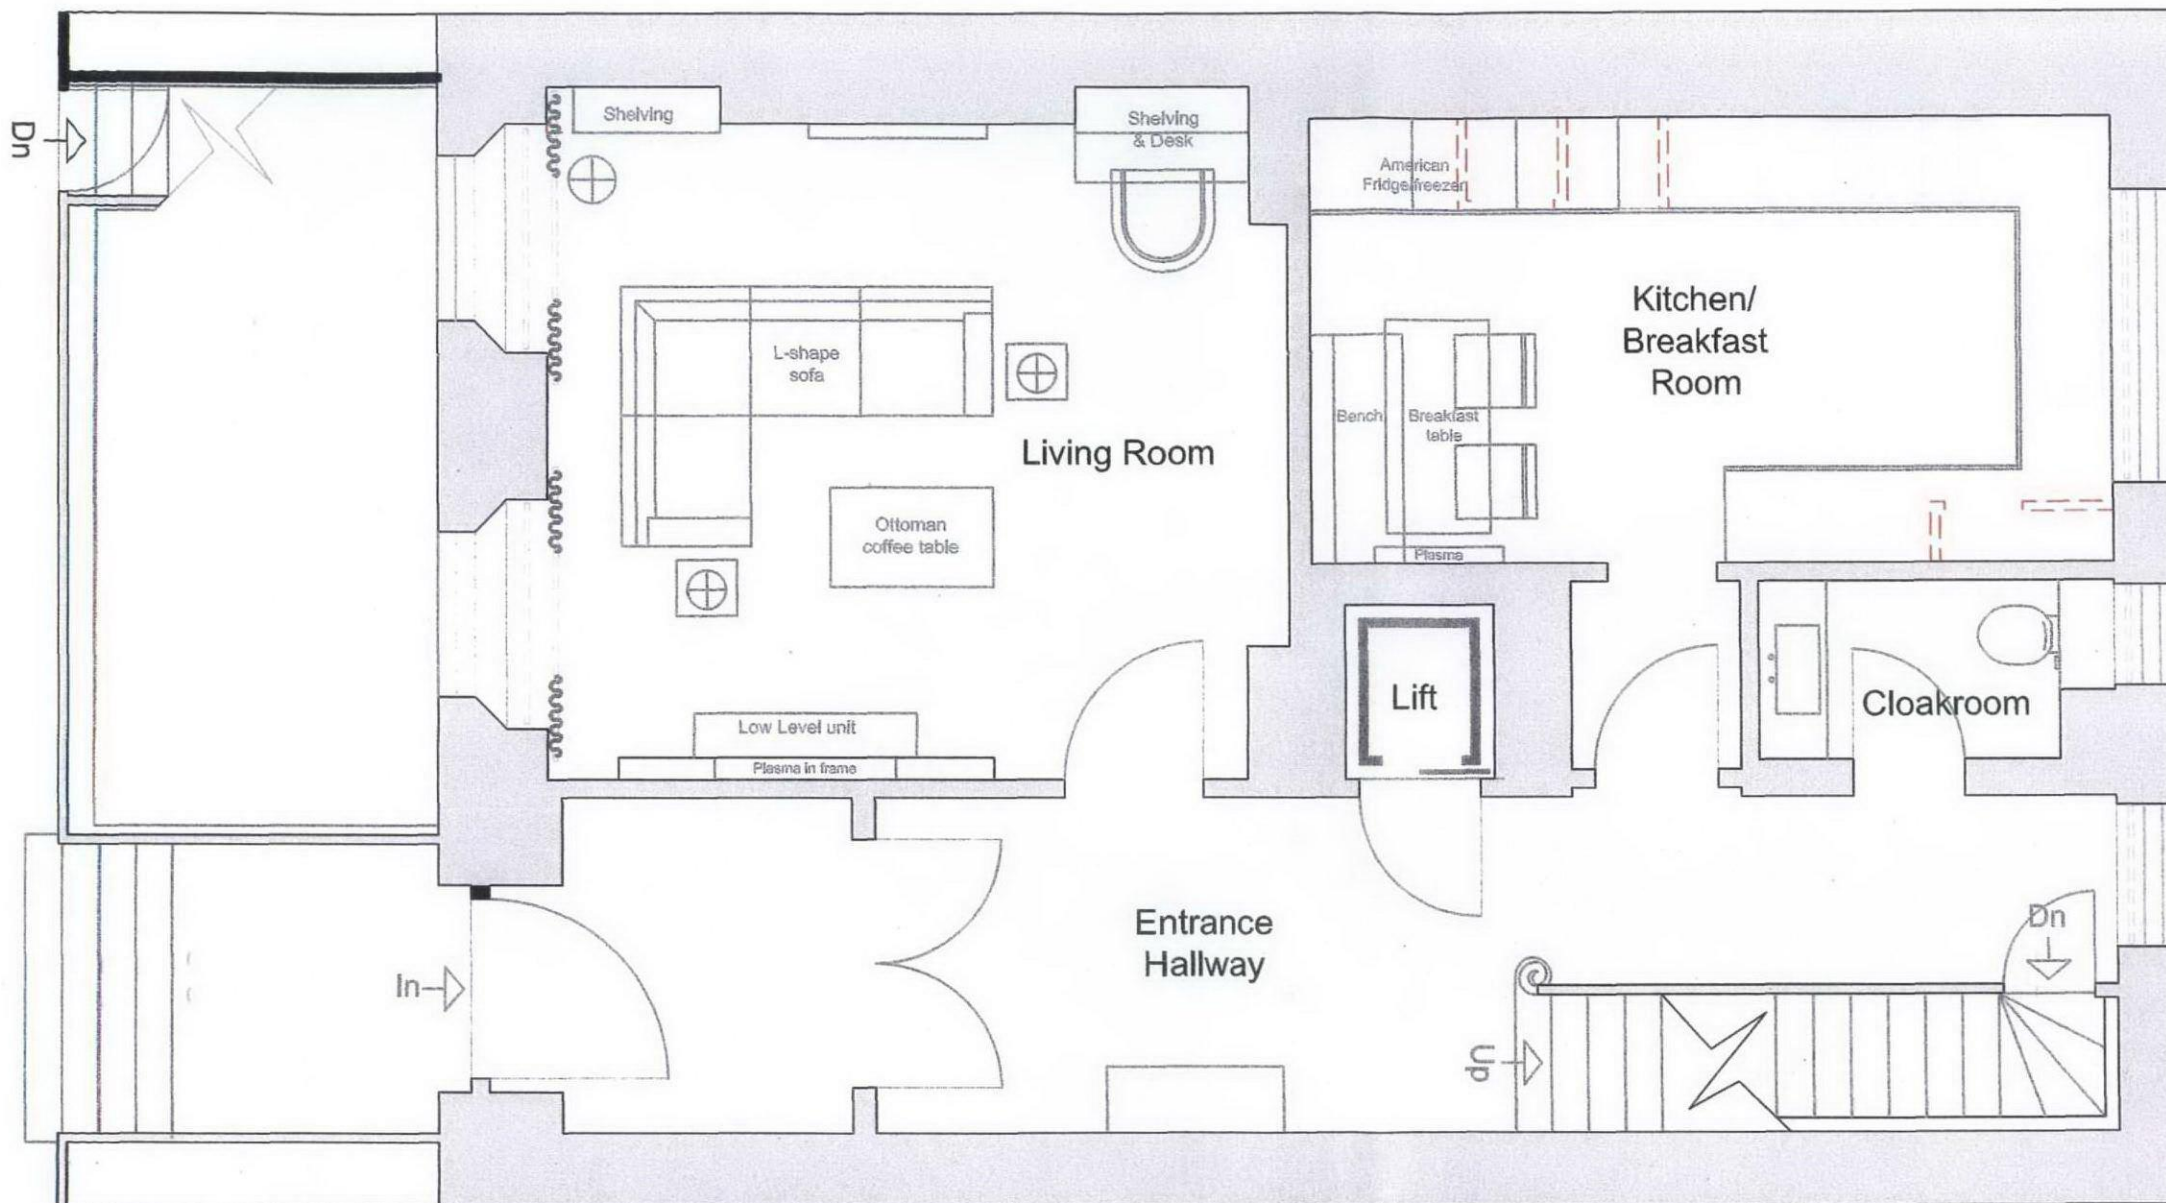 Dn
Shelving
Shelving
& Desk
American
Fridge/freezer
Kitchen/
Breakfast
Room
L-shape
sofa
Bench
Breakfast
table
Living Room
Ottoman
coffee table
Plasma
Lift
Cloakroom
Low Level unit
Plasma in frame
Entrance
Hallway
Dn
In
Up